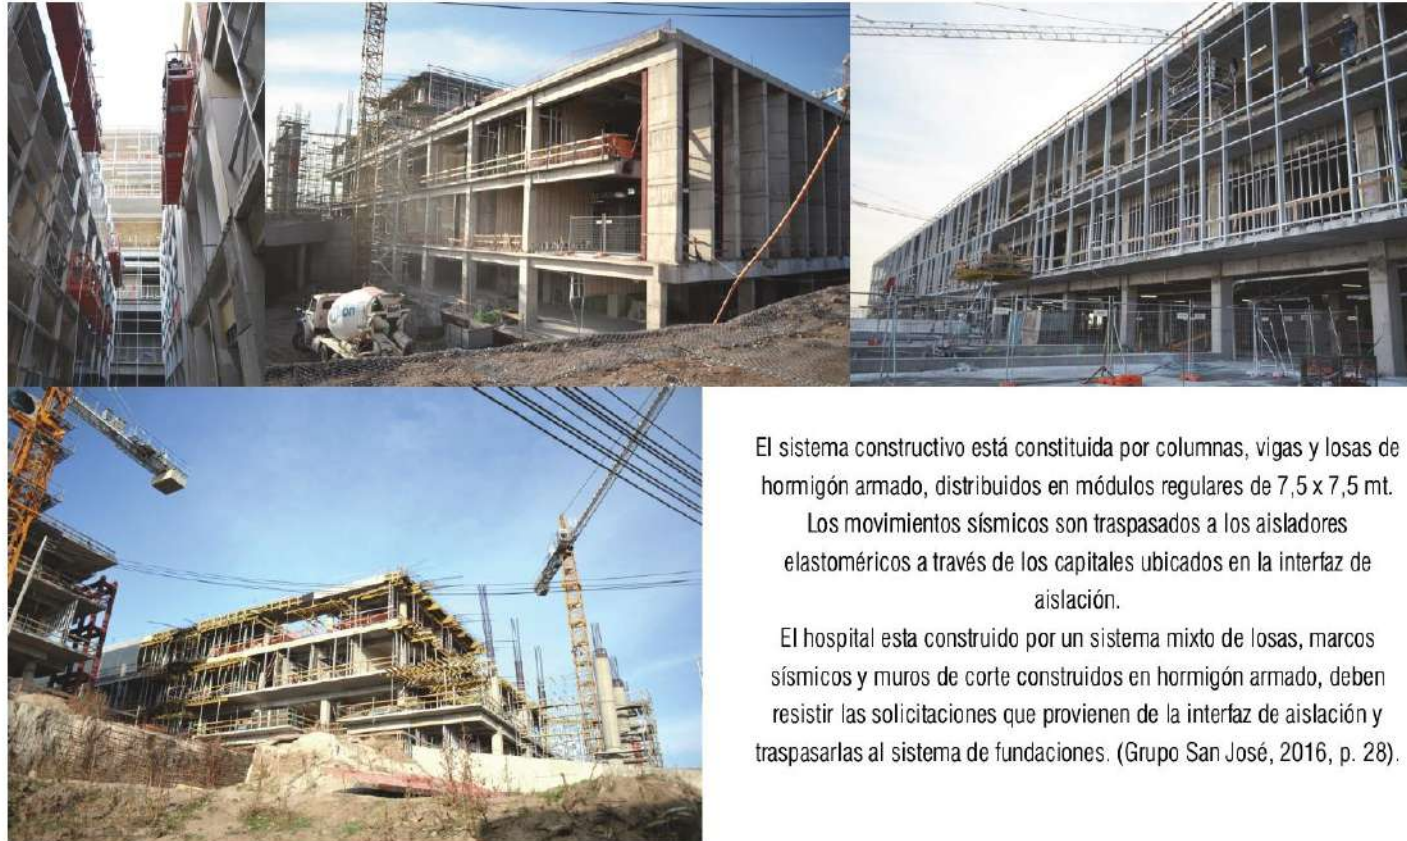 El sistema constructivo está constituida por columnas, vigas y losas de
hormigón armado, distribuidos en módulos regulares de 7,5 x 7,5 mt.
Los movimientos sísmicos son traspasados a los aisladores
elastoméricos a través de los capitales ubicados en la interfaz de
aislación.
El hospital esta construido por un sistema mixto de losas, marcos
sísmicos y muros de corte construidos en hormigón armado, deben
resistir las solicitaciones que provienen de la interfaz de aislación y
traspasarlas al sistema de fundaciones. (Grupo San José, 2016, p. 28).